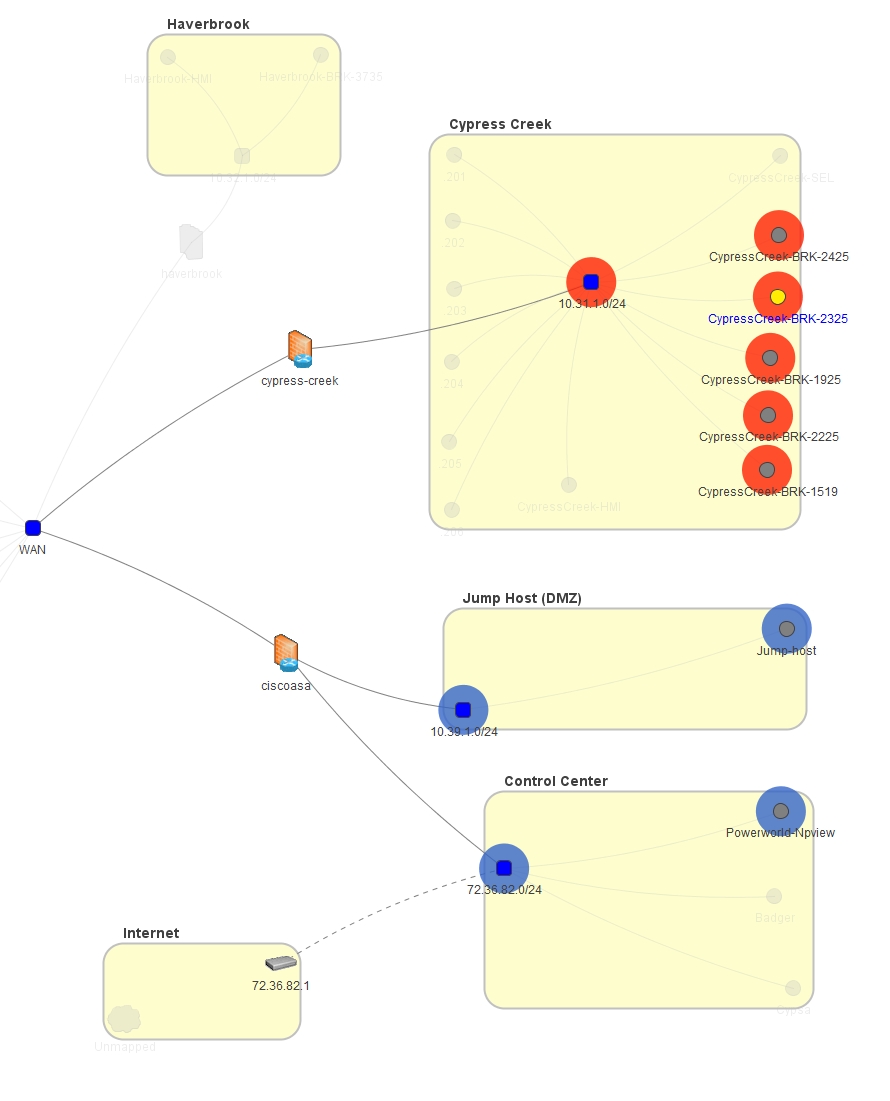 Haverbrook
Haverbrook-HMI
Haverbrook-BRK-3735
10.32.1.0/24
haverbrook
Cypress Creek
.201
CypressCreek-SEL
.202
CypressCreek-BRK-2425
10.31.1.0/24
.203
CypressCreek-BRK-2325
cypress-creek
.204
CypressCreek-BRK-1925
CypressCreek-BRK-2225
.205
CypressCreek-BRK-1519
CypressCreek-HMI
.206
WAN
Jump Host (DMZ)
Jump-host
ciscoasa
10.39.1.0/24
Control Center
Powerworld-Npview
72.36.82.0/24
Badger
Cypsa
Internet
72.36.82.1
Unmapped